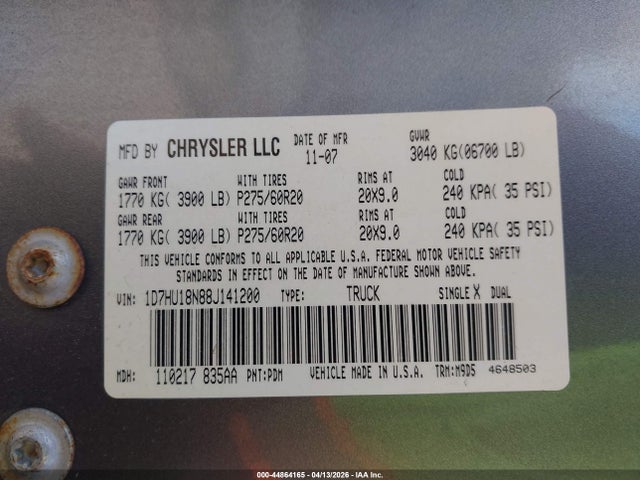 MFD BY CHRYSLER LLC DATE OF MFR 11-07 GVWR 3040 KG(06700 LB)
GAWR FRONT WITH TIRES RIMS AT COLD
1770 KG( 3900 LB) P275/60R20 20X9.0 240 KPA( 35 PSI)
GAWR REAR WITH TIRES RIMS AT COLD
1770 KG( 3900 LB) P275/60R20 20X9.0 240 KPA( 35 PSI)
THIS VEHICLE CONFORMS TO ALL APPLICABLE U.S.A. FEDERAL MOTOR VEHICLE SAFETY
STANDARDS IN EFFECT ON THE DATE OF MANUFACTURE SHOWN ABOVE.
VIN: 1D7HU18N88J141200 TYPE: TRUCK SINGLE X DUAL
MDH: 110217 835AA PNT:PDM VEHICLE MADE IN U.S.A. TRM:M9D5 4648503
000-44864165 - 04/13/2026 - IAA Inc.